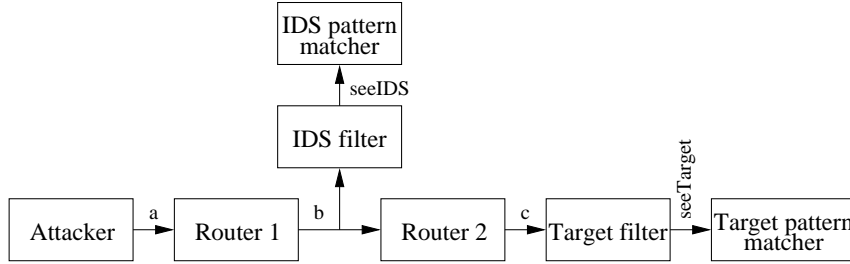 IDS pattern
matcher
seeIDS
IDS filter
seeTarget
a
b
c
Attacker
Router 1
Router 2
Target filter
Target pattern
matcher